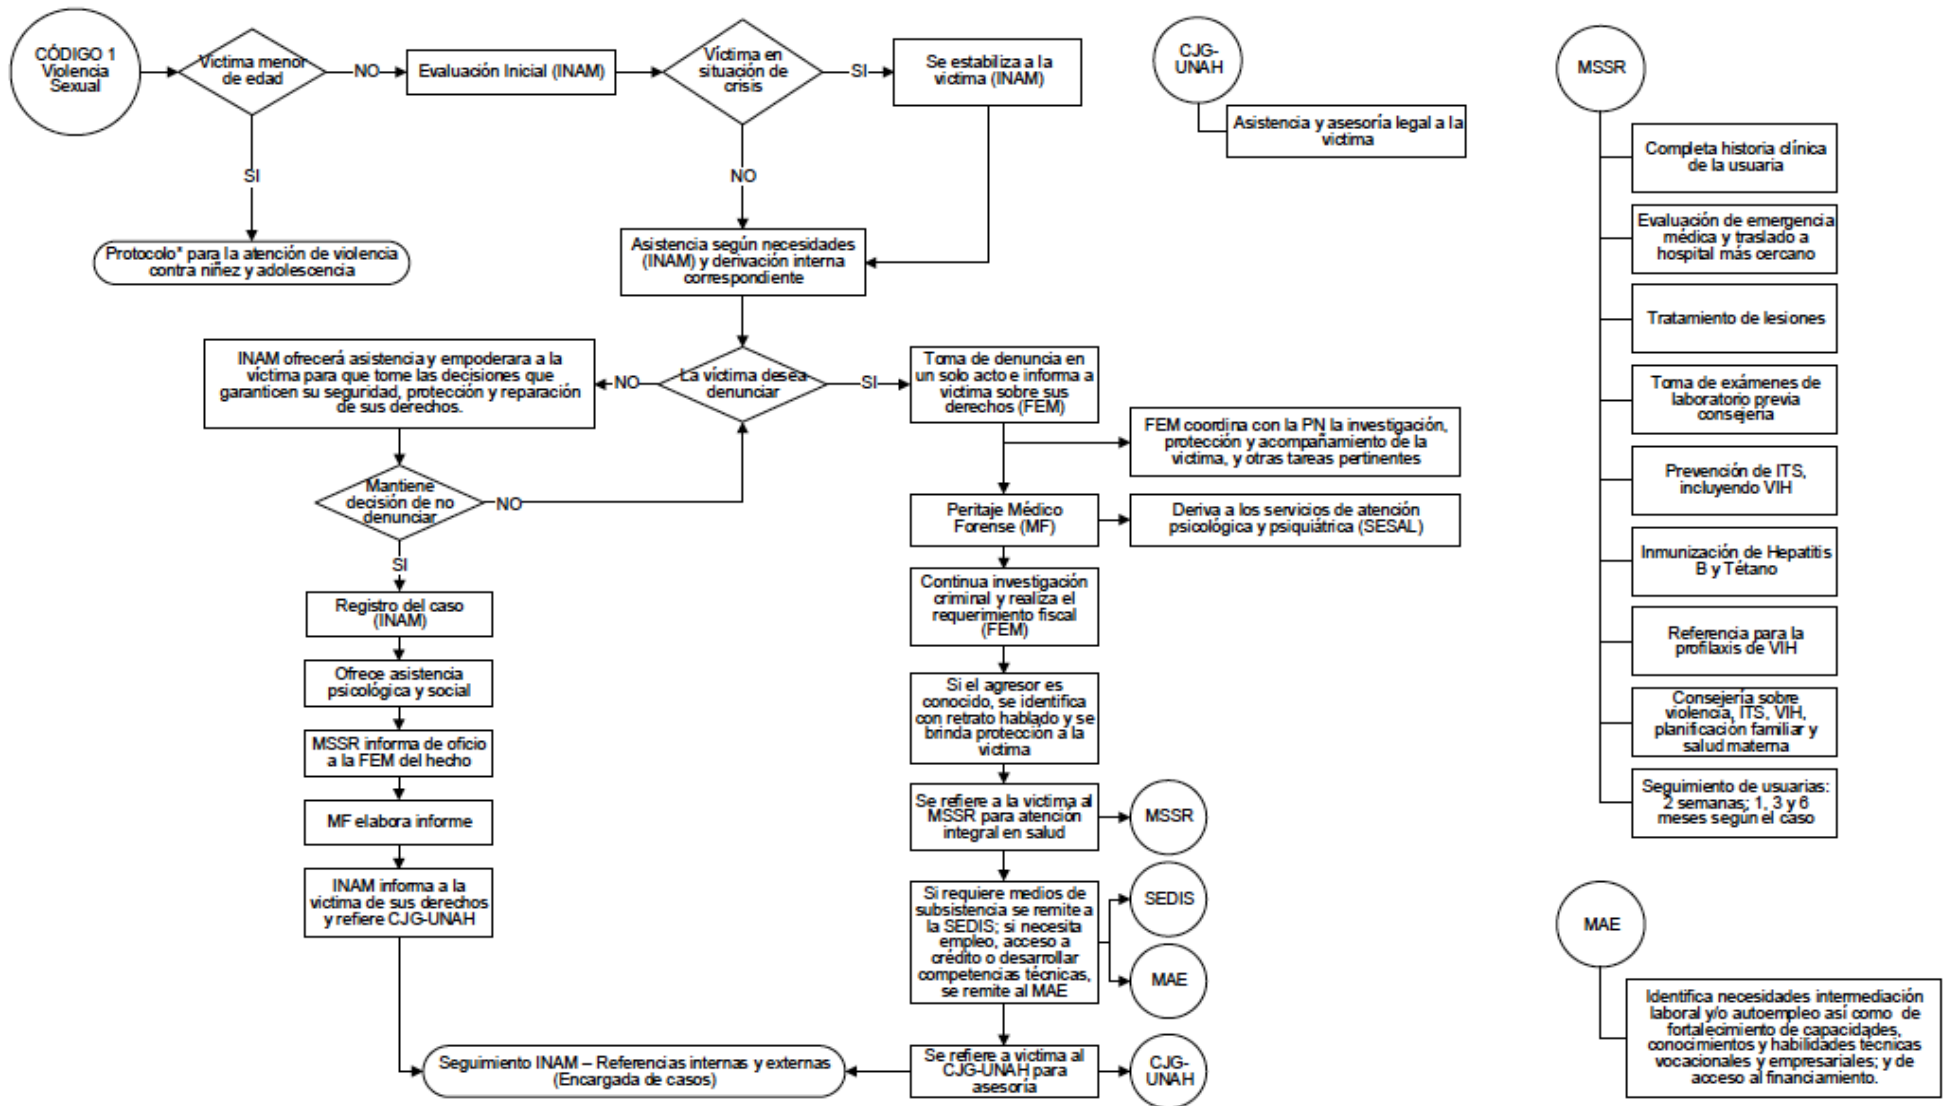 CÓDIGO 1
Violencia
Sexual
Victima menor
de edad
NO
Evaluación Inicial (INAM)
Víctima en
situación de
crisis
SI
Se estabiliza a la
victima (INAM)
SI
NO
Protocolo* para la atención de violencia
contra niñez y adolescencia
Asistencia según necesidades
(INAM) y derivación interna
correspondiente
INAM ofrecerá asistencia y empoderara a la
víctima para que tome las decisiones que
garanticen su seguridad, protección y reparación
de sus derechos.
NO
La víctima desea
denunciar
SI
Toma de denuncia en
un solo acto e informa a
victima sobre sus
derechos (FEM)
FEM coordina con la PN la investigación,
protección y acompañamiento de la
victima, y otras tareas pertinentes
Mantiene
decisión de no
denunciar
NO
SI
Peritaje Médico
Forense (MF)
Deriva a los servicios de atención
psicológica y psiquiátrica (SESAL)
Registro del caso
(INAM)
Ofrece asistencia
psicológica y social
MSSR informa de oficio
a la FEM del hecho
MF elabora informe
INAM informa a la
victima de sus derechos
y refiere CJG-UNAH
Continua investigación
criminal y realiza el
requerimiento fiscal
(FEM)
Si el agresor es
conocido, se identifica
con retrato hablado y se
brinda protección a la
victima
Se refiere a la victima al
MSSR para atención
integral en salud
MSSR
Si requiere medios de
subsistencia se remite a
la SEDIS; si necesita
empleo, acceso a
crédito o desarrollar
competencias técnicas,
se remite al MAE
SEDIS
MAE
Se refiere a victima al
CJG-UNAH para
asesoría
CJG-
UNAH
Seguimiento INAM – Referencias internas y externas
(Encargada de casos)
CJG-
UNAH
Asistencia y asesoría legal a la
victima
MSSR
Completa historia clínica
de la usuaria
Evaluación de emergencia
médica y traslado a
hospital más cercano
Tratamiento de lesiones
Toma de exámenes de
laboratorio previa
consejería
Prevención de ITS,
incluyendo VIH
Inmunización de Hepatitis
B y Tétano
Referencia para la
profilaxis de VIH
Consejería sobre
violencia, ITS, VIH,
planificación familiar y
salud materna
Seguimiento de usuarias:
2 semanas; 1, 3 y 6
meses según el caso
MAE
Identifica necesidades intermediación
laboral y/o autoempleo así como  de
fortalecimiento de capacidades,
conocimientos y habilidades técnicas
vocacionales y empresariales; y de
acceso al financiamiento.